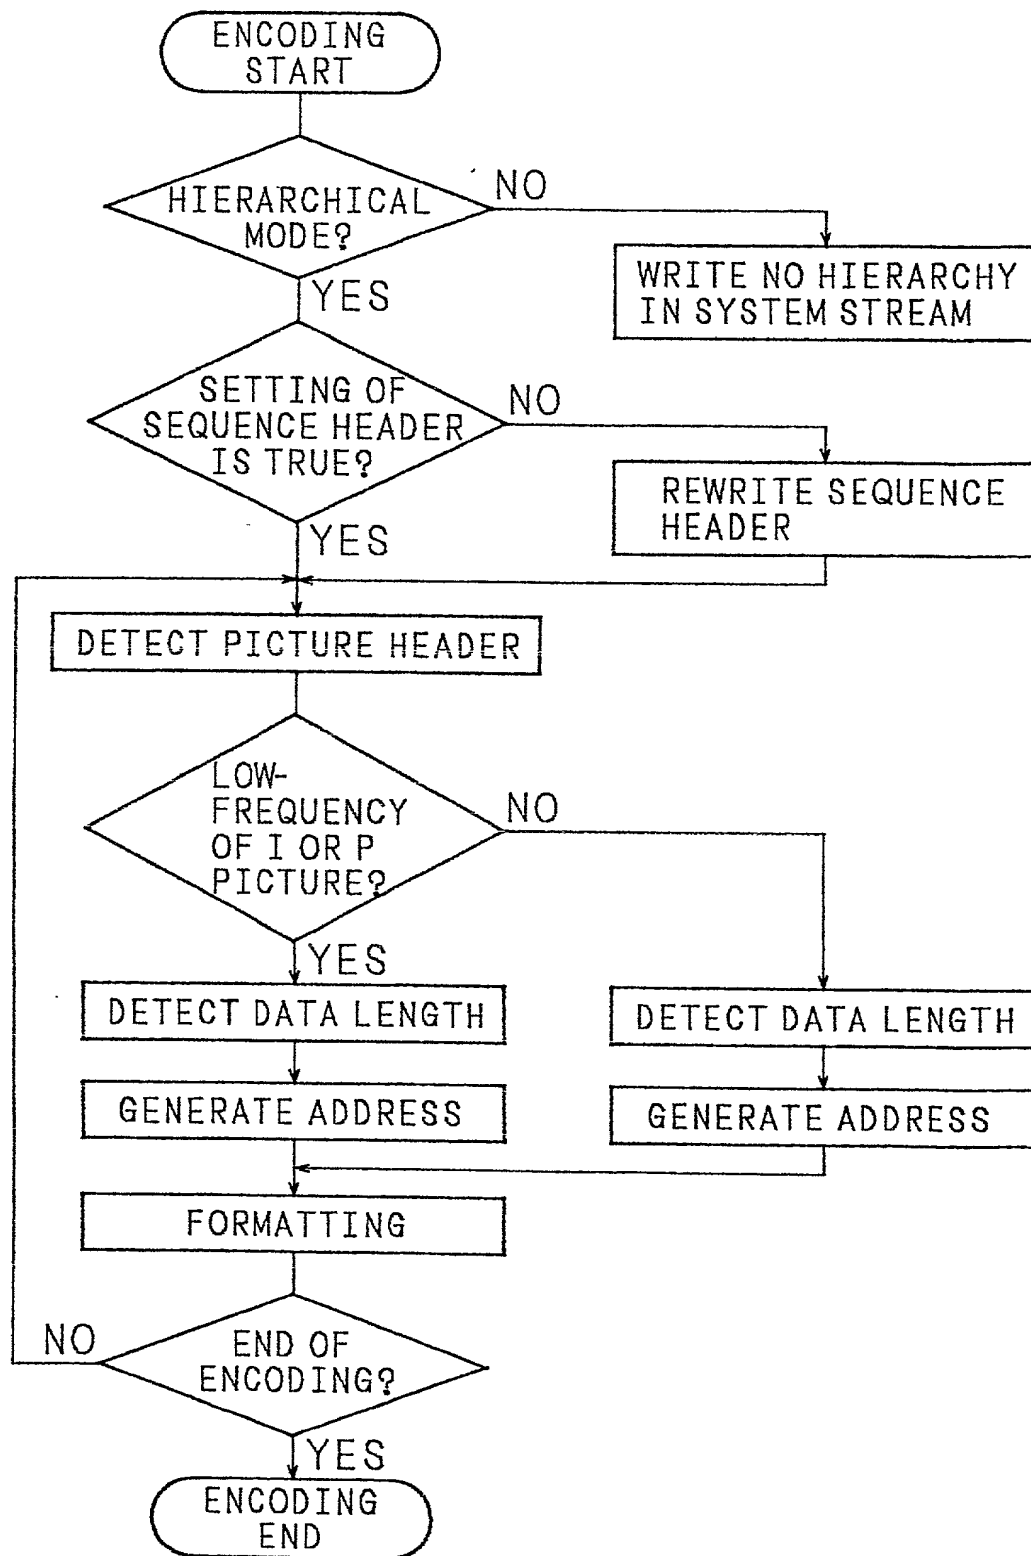 ENCODING
START
HIERARCHICAL
MODE?
NO
WRITE NO HIERARCHY
IN SYSTEM STREAM
YES
SETTING OF
SEQUENCE HEADER
IS TRUE?
NO
REWRITE SEQUENCE
HEADER
YES
DETECT PICTURE HEADER
LOW-
FREQUENCY
OF I OR P
PICTURE?
NO
YES
DETECT DATA LENGTH
DETECT DATA LENGTH
GENERATE ADDRESS
GENERATE ADDRESS
FORMATTING
NO
END OF
ENCODING?
YES
ENCODING
END